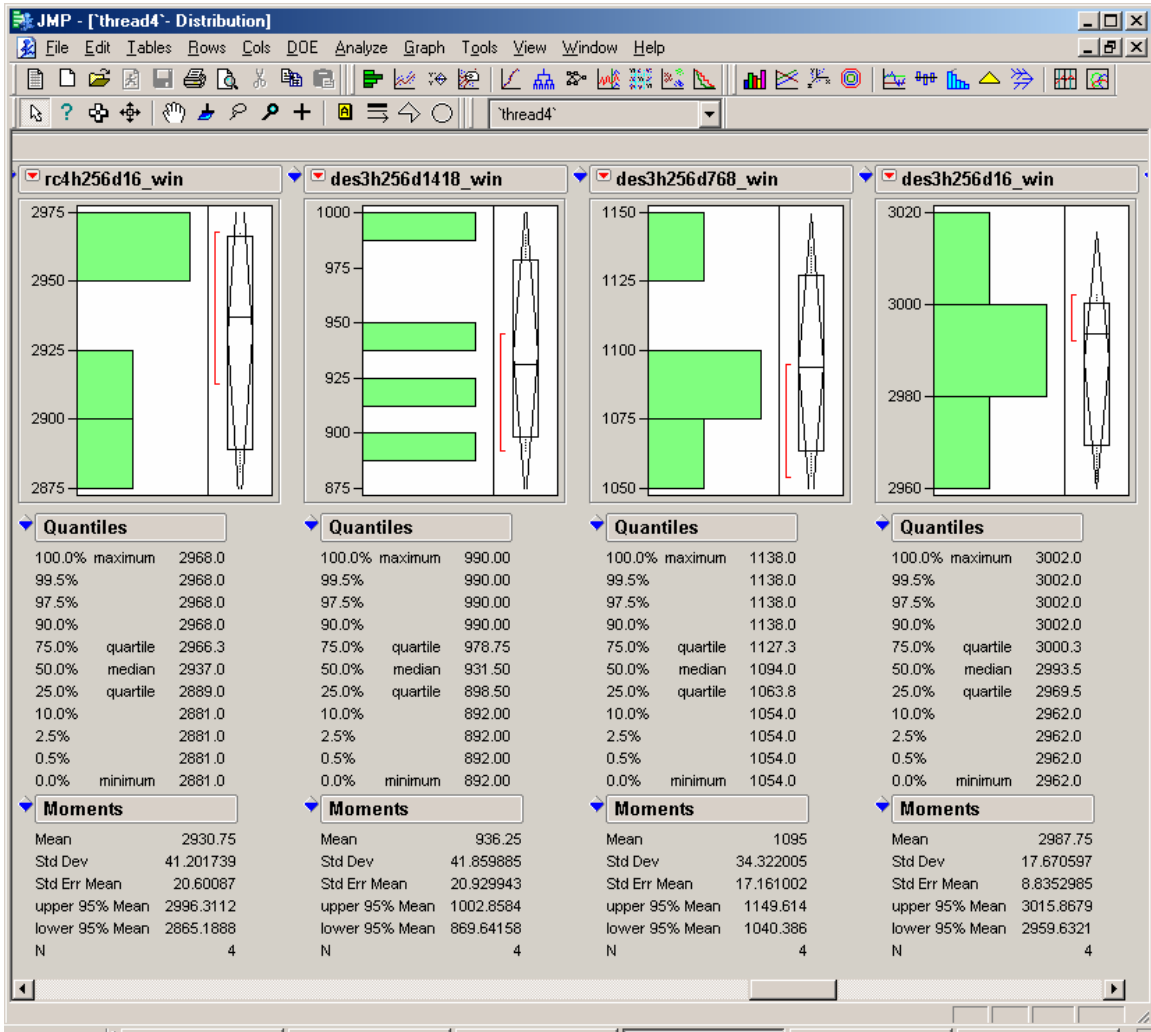 JMP - [`thread4`- Distribution]
File Edit Tables Rows Cols DOE Analyze Graph Tools View Window Help
`thread4`
rc4h256d16_win
2975
2950
2925
2900
2875
Quantiles
100.0% maximum 2968.0
99.5% 2968.0
97.5% 2968.0
90.0% 2968.0
75.0% quartile 2966.3
50.0% median 2937.0
25.0% quartile 2889.0
10.0% 2881.0
2.5% 2881.0
0.5% 2881.0
0.0% minimum 2881.0
Moments
Mean 2930.75
Std Dev 41.201739
Std Err Mean 20.60087
upper 95% Mean 2996.3112
lower 95% Mean 2865.1888
N 4
des3h256d1418_win
1000
975
950
925
900
875
Quantiles
100.0% maximum 990.00
99.5% 990.00
97.5% 990.00
90.0% 990.00
75.0% quartile 978.75
50.0% median 931.50
25.0% quartile 898.50
10.0% 892.00
2.5% 892.00
0.5% 892.00
0.0% minimum 892.00
Moments
Mean 936.25
Std Dev 41.859885
Std Err Mean 20.929943
upper 95% Mean 1002.8584
lower 95% Mean 869.64158
N 4
des3h256d768_win
1150
1125
1100
1075
1050
Quantiles
100.0% maximum 1138.0
99.5% 1138.0
97.5% 1138.0
90.0% 1138.0
75.0% quartile 1127.3
50.0% median 1094.0
25.0% quartile 1063.8
10.0% 1054.0
2.5% 1054.0
0.5% 1054.0
0.0% minimum 1054.0
Moments
Mean 1095
Std Dev 34.322005
Std Err Mean 17.161002
upper 95% Mean 1149.614
lower 95% Mean 1040.386
N 4
des3h256d16_win
3020
3000
2980
2960
Quantiles
100.0% maximum 3002.0
99.5% 3002.0
97.5% 3002.0
90.0% 3002.0
75.0% quartile 3000.3
50.0% median 2993.5
25.0% quartile 2969.5
10.0% 2962.0
2.5% 2962.0
0.5% 2962.0
0.0% minimum 2962.0
Moments
Mean 2987.75
Std Dev 17.670597
Std Err Mean 8.8352985
upper 95% Mean 3015.8679
lower 95% Mean 2959.6321
N 4